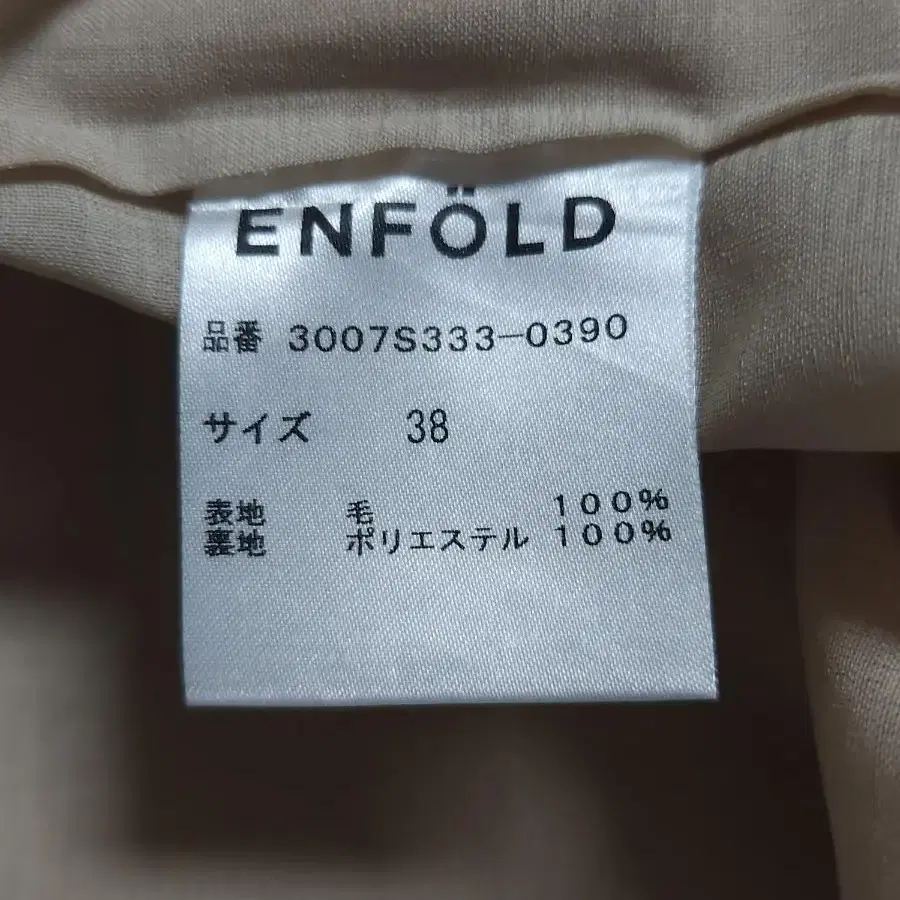 ENFÖLD
品番 3007S333-0390
サイズ 38
表地 毛 100%
裏地 ポリエステル 100%